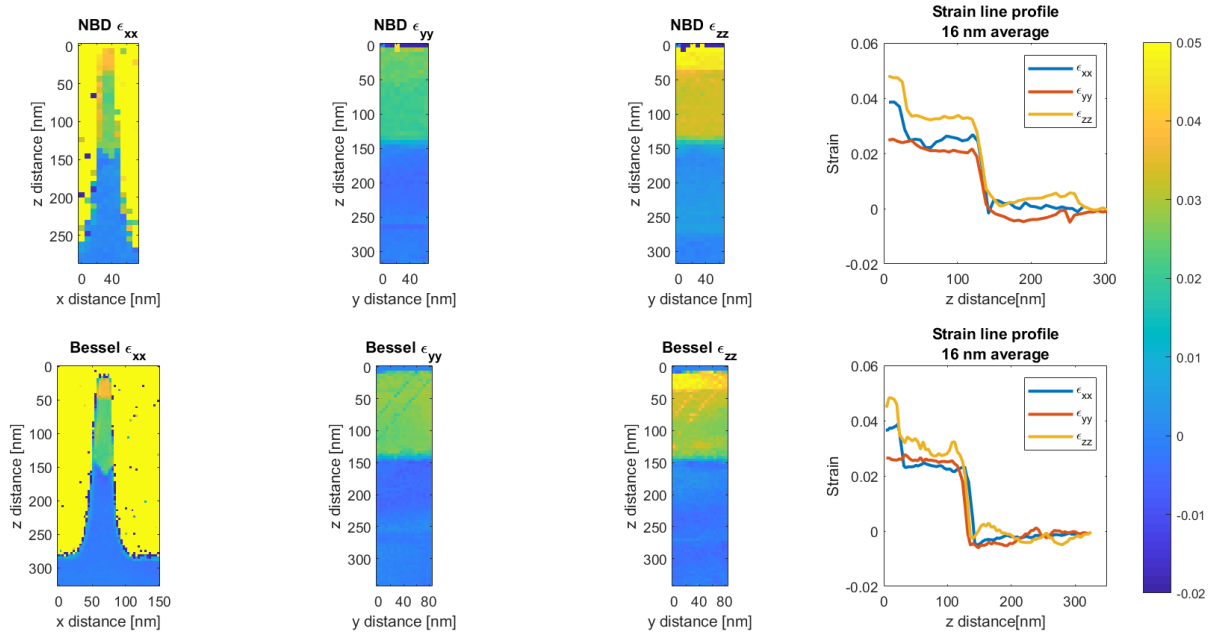 NBD ϵxx
z distance [nm]
0
50
100
150
200
250
0
40
x distance [nm]
NBD ϵyy
z distance [nm]
0
50
100
150
200
250
300
0
40
y distance [nm]
NBD ϵzz
z distance [nm]
0
50
100
150
200
250
300
0
40
y distance [nm]
Strain line profile
16 nm average
Strain
0.06
0.04
0.02
0
-0.02
0
100
200
300
z distance[nm]
ϵxx
ϵyy
ϵzz
Bessel ϵxx
z distance [nm]
0
50
100
150
200
250
300
0
50
100
150
x distance [nm]
Bessel ϵyy
z distance [nm]
0
50
100
150
200
250
300
0
40
80
y distance [nm]
Bessel ϵzz
z distance [nm]
0
50
100
150
200
250
300
0
40
80
y distance [nm]
Strain line profile
16 nm average
Strain
0.06
0.04
0.02
0
-0.02
0
100
200
300
z distance [nm]
ϵxx
ϵyy
ϵzz
0.05
0.04
0.03
0.02
0.01
0
-0.01
-0.02